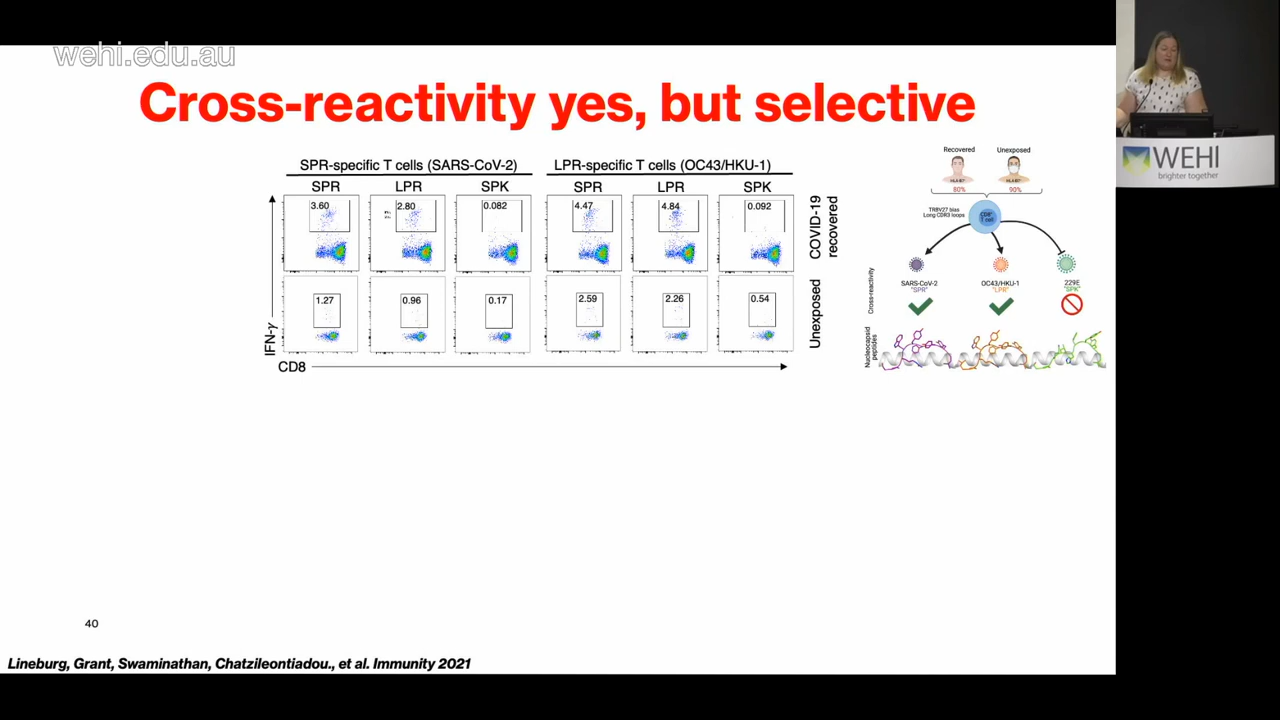 wehi.edu.au
Cross-reactivity yes, but selective
SPR-specific T cells (SARS-CoV-2)
LPR-specific T cells (OC43/HKU-1)
SPR
LPR
SPK
SPR
LPR
SPK
3.60
2.80
0.082
4.47
4.84
0.092
COVID-19
recovered
1.27
0.96
0.17
2.59
2.26
0.54
Unexposed
IFN-γ
CD8
Recovered
Unexposed
80%
90%
TRBV27 bias
Long CDR3 loops
CD8+
T cell
Cross-reactivity
SARS-CoV-2
"SPR"
OC43/HKU-1
"LPR"
229E
"SPK"
Nucleocapsid
peptides
40
Lineburg, Grant, Swaminathan, Chatzileontiadou., et al. Immunity 2021
WEHI
brighter together